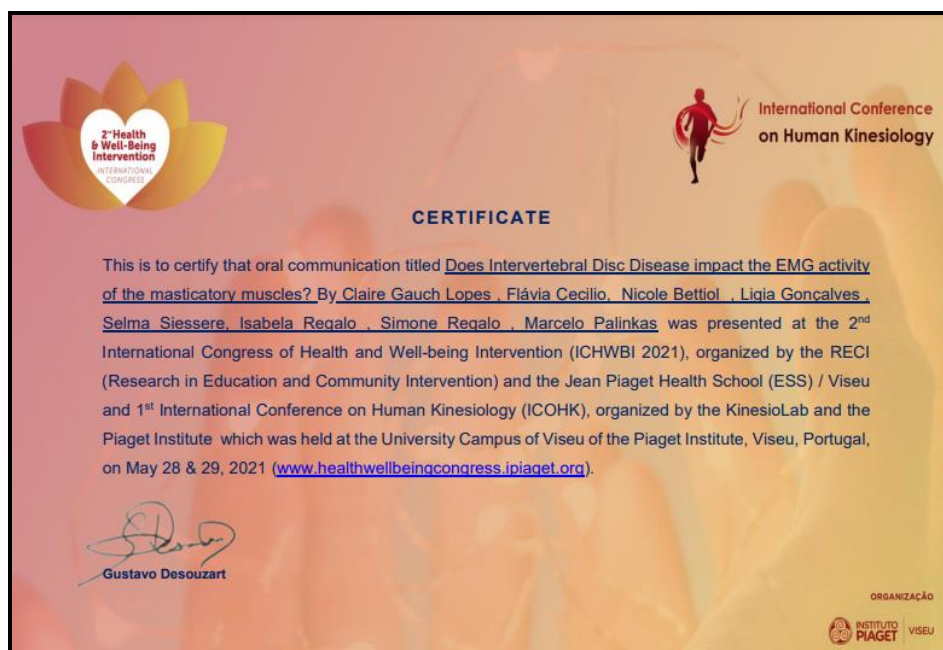 2nd Health
& Well-Being
Intervention
INTERNATIONAL
CONGRESS
International Conference
on Human Kinesiology
CERTIFICATE
This is to certify that oral communication titled Does Intervertebral Disc Disease impact the EMG activity
of the masticatory muscles? By Claire Gauch Lopes , Flávia Cecilio, Nicole Bettiol , Ligia Gonçalves ,
Selma Siessere, Isabela Regalo , Simone Regalo , Marcelo Palinkas was presented at the 2nd
International Congress of Health and Well-being Intervention (ICHWBI 2021), organized by the RECI
(Research in Education and Community Intervention) and the Jean Piaget Health School (ESS) / Viseu
and 1st International Conference on Human Kinesiology (ICOHK), organized by the KinesioLab and the
Piaget Institute which was held at the University Campus of Viseu of the Piaget Institute, Viseu, Portugal,
on May 28 & 29, 2021 (www.healthwellbeingcongress.ipiaget.org).
Gustavo Desouzart
ORGANIZAÇÃO
INSTITUTO
PIAGET
VISEU